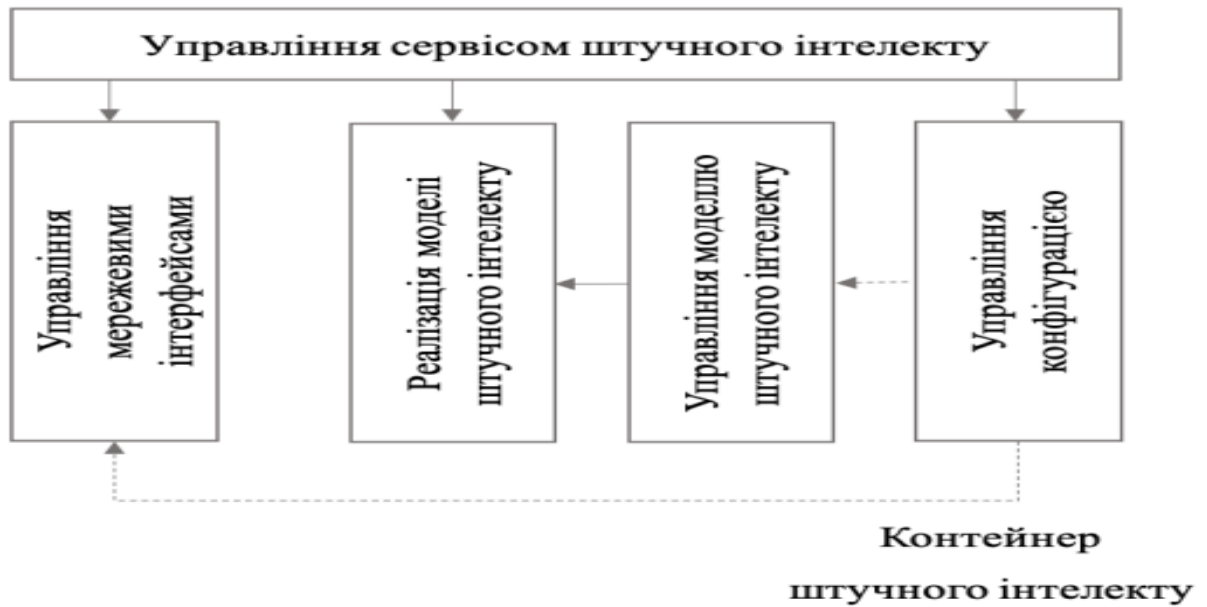 Управління сервісом штучного інтелекту
Управління
мережевими
інтерфейсами
Реалізація моделі
штучного інтелекту
Управління моделлю
штучного інтелекту
Управління
конфігурацією
Контейнер
штучного інтелекту